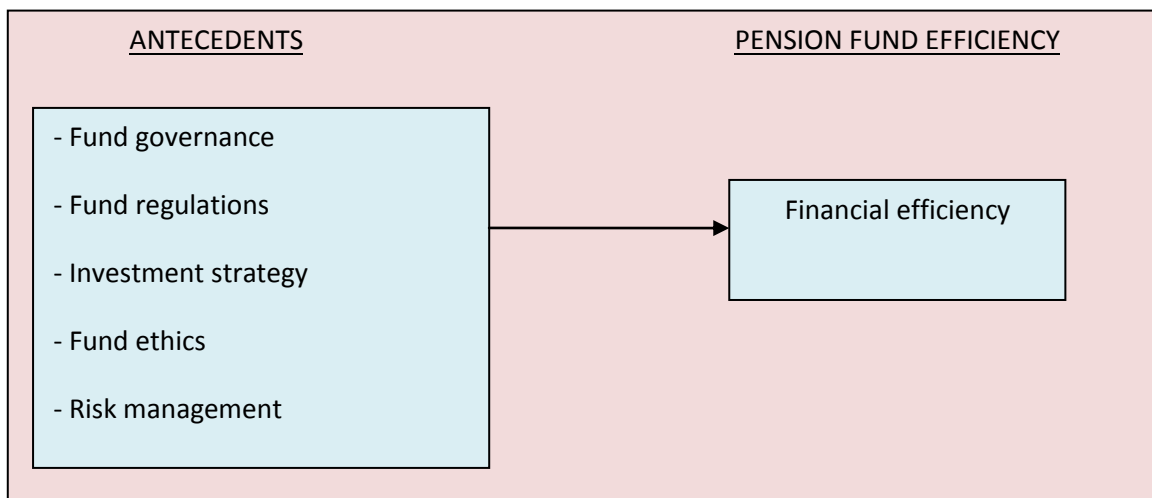 ANTECEDENTS
PENSION FUND EFFICIENCY
- Fund governance
- Fund regulations
- Investment strategy
- Fund ethics
- Risk management
Financial efficiency